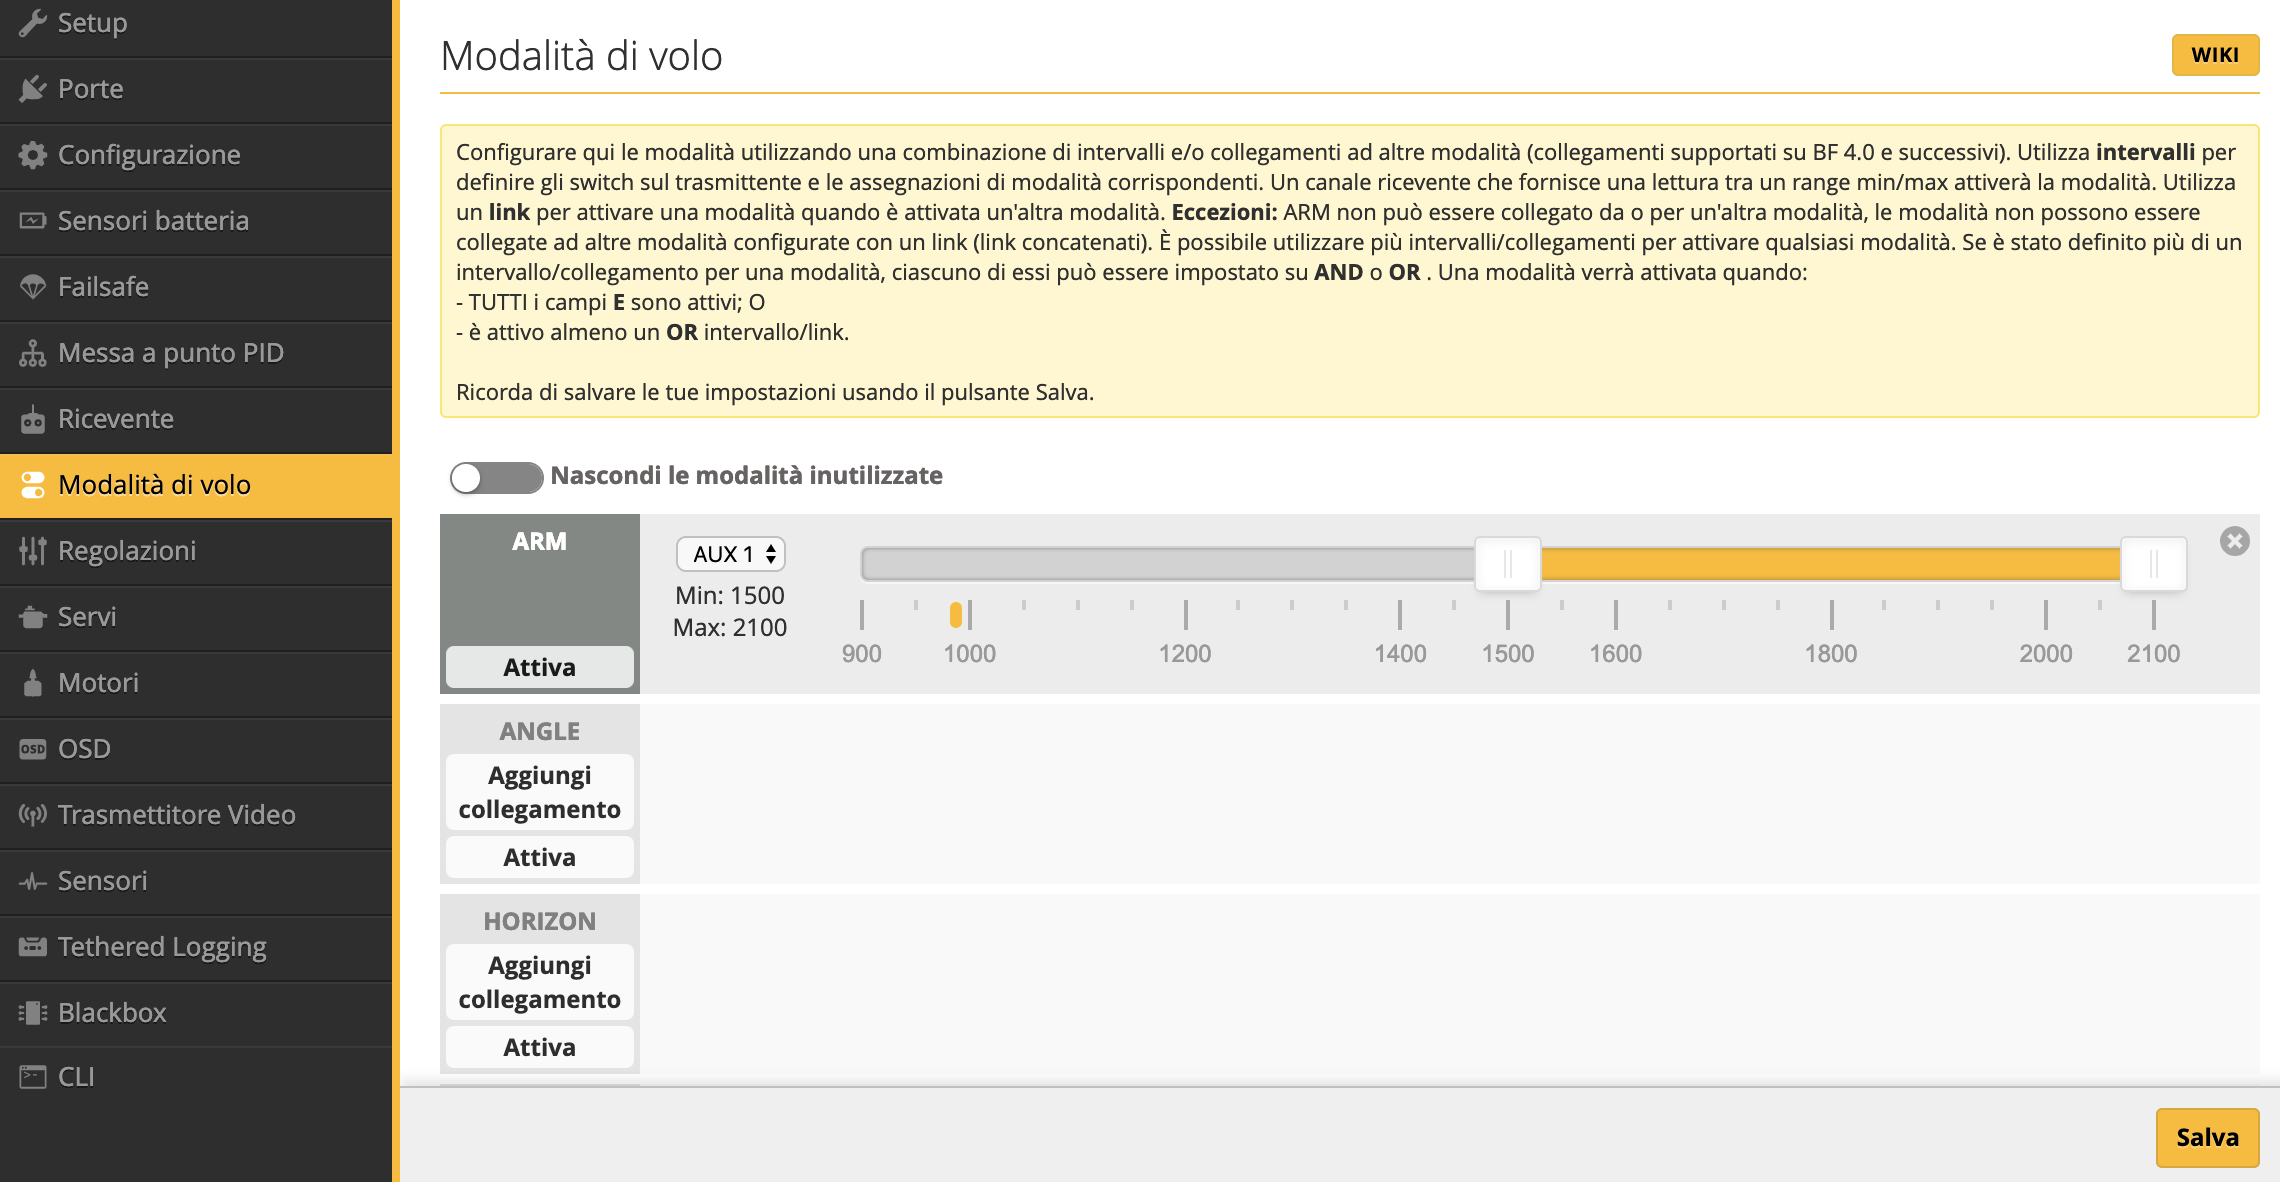 Setup
Porte
Configurazione
Sensori batteria
Failsafe
Messa a punto PID
Ricevente
Modalità di volo
Regolazioni
Servi
Motori
OSD
OSD
Trasmettitore Video
Sensori
Tethered Logging
Blackbox
CLI
Modalità di volo
WIKI
Configurare qui le modalità utilizzando una combinazione di intervalli e/o collegamenti ad altre modalità (collegamenti supportati su BF 4.0 e successivi). Utilizza intervalli per
definire gli switch sul trasmittente e le assegnazioni di modalità corrispondenti. Un canale ricevente che fornisce una lettura tra un range min/max attiverà la modalità. Utilizza
un link per attivare una modalità quando è attivata un'altra modalità. Eccezioni: ARM non può essere collegato da o per un'altra modalità, le modalità non possono essere
collegate ad altre modalità configurate con un link (link concatenati). È possibile utilizzare più intervalli/collegamenti per attivare qualsiasi modalità. Se è stato definito più di un
intervallo/collegamento per una modalità, ciascuno di essi può essere impostato su AND o OR . Una modalità verrà attivata quando:
- TUTTI i campi E sono attivi; O
- è attivo almeno un OR intervallo/link.
Ricorda di salvare le tue impostazioni usando il pulsante Salva.
Nascondi le modalità inutilizzate
ARM
Attiva
AUX 1
Min: 1500
Max: 2100
900 1000 1200 1400 1500 1600 1800 2000 2100
ANGLE
Aggiungi
collegamento
Attiva
HORIZON
Aggiungi
collegamento
Attiva
Salva